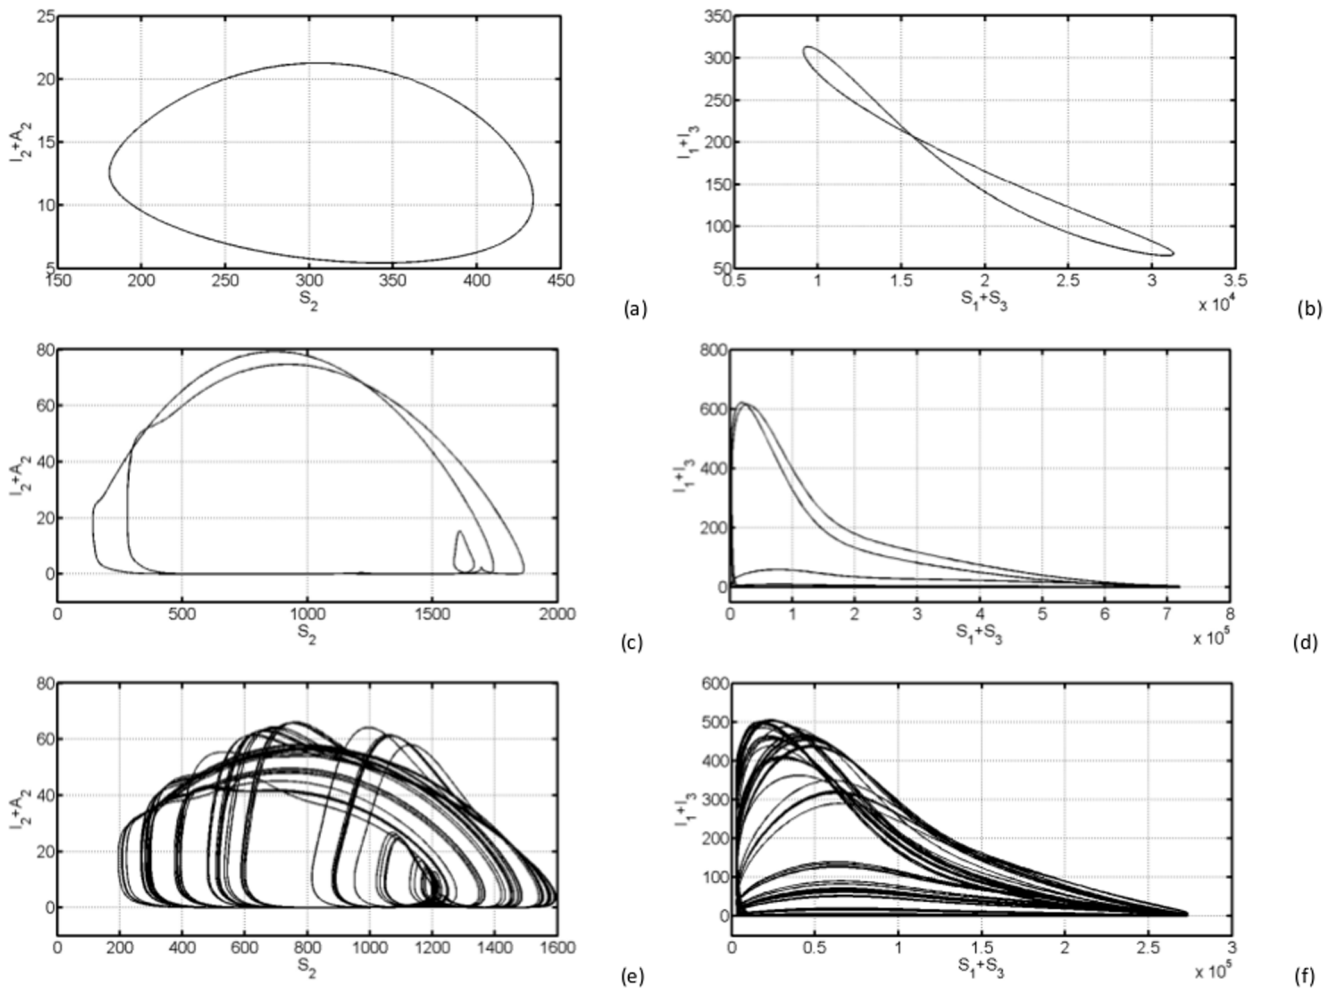 25
20
15
10
5
150 200 250 300 350 400 450
I2+A2
S2
(a)
350
300
250
200
150
100
50
0.5 1 1.5 2 2.5 3 3.5
I1+I3
S1+S3
x 10^4
(b)
80
60
40
20
0
0 500 1000 1500 2000
I2+A2
S2
(c)
800
600
400
200
0
0 1 2 3 4 5 6 7 8
I1+I3
S1+S3
x 10^5
(d)
80
60
40
20
0
0 200 400 600 800 1000 1200 1400 1600
I2+A2
S2
(e)
600
500
400
300
200
100
0
0 0.5 1 1.5 2 2.5 3
I1+I3
S1+S3
x 10^5
(f)